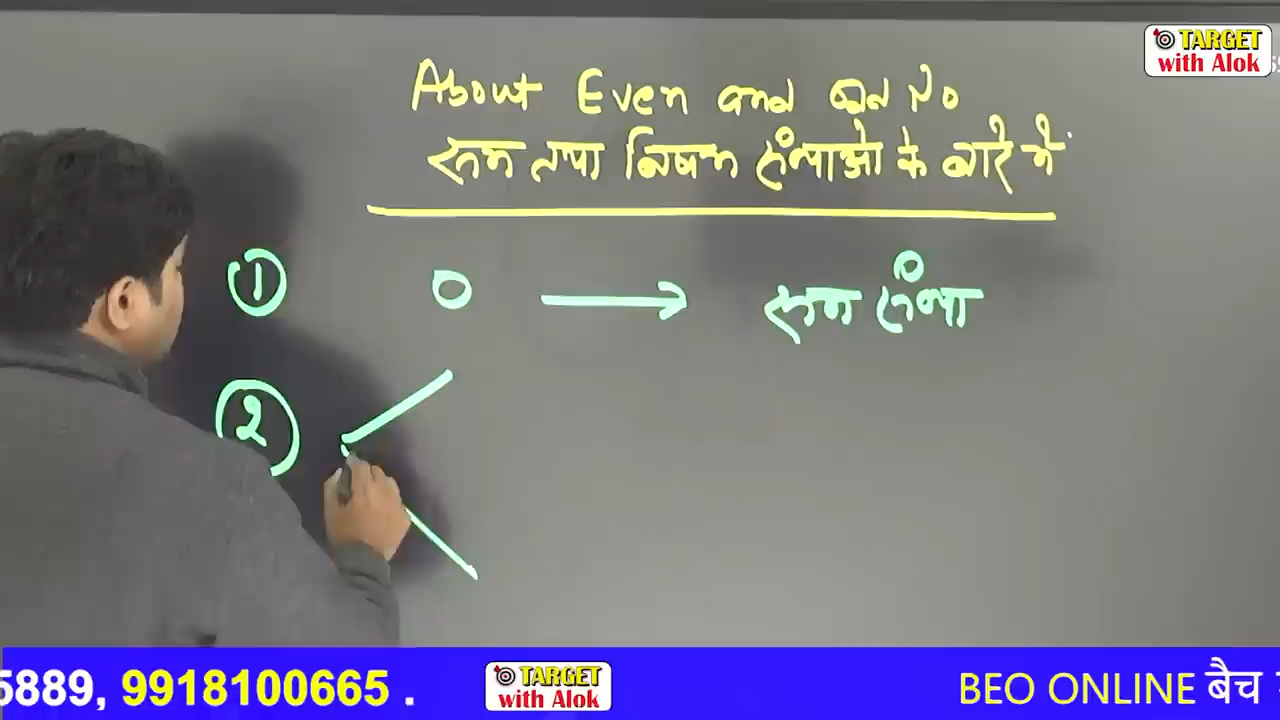 TARGET
with Alok
About Even and odd No
सम तथा विषम संख्याओ के बारे में
① 0 → सम संख्या
②
5889, 9918100665 .
TARGET
with Alok
BEO ONLINE बैच